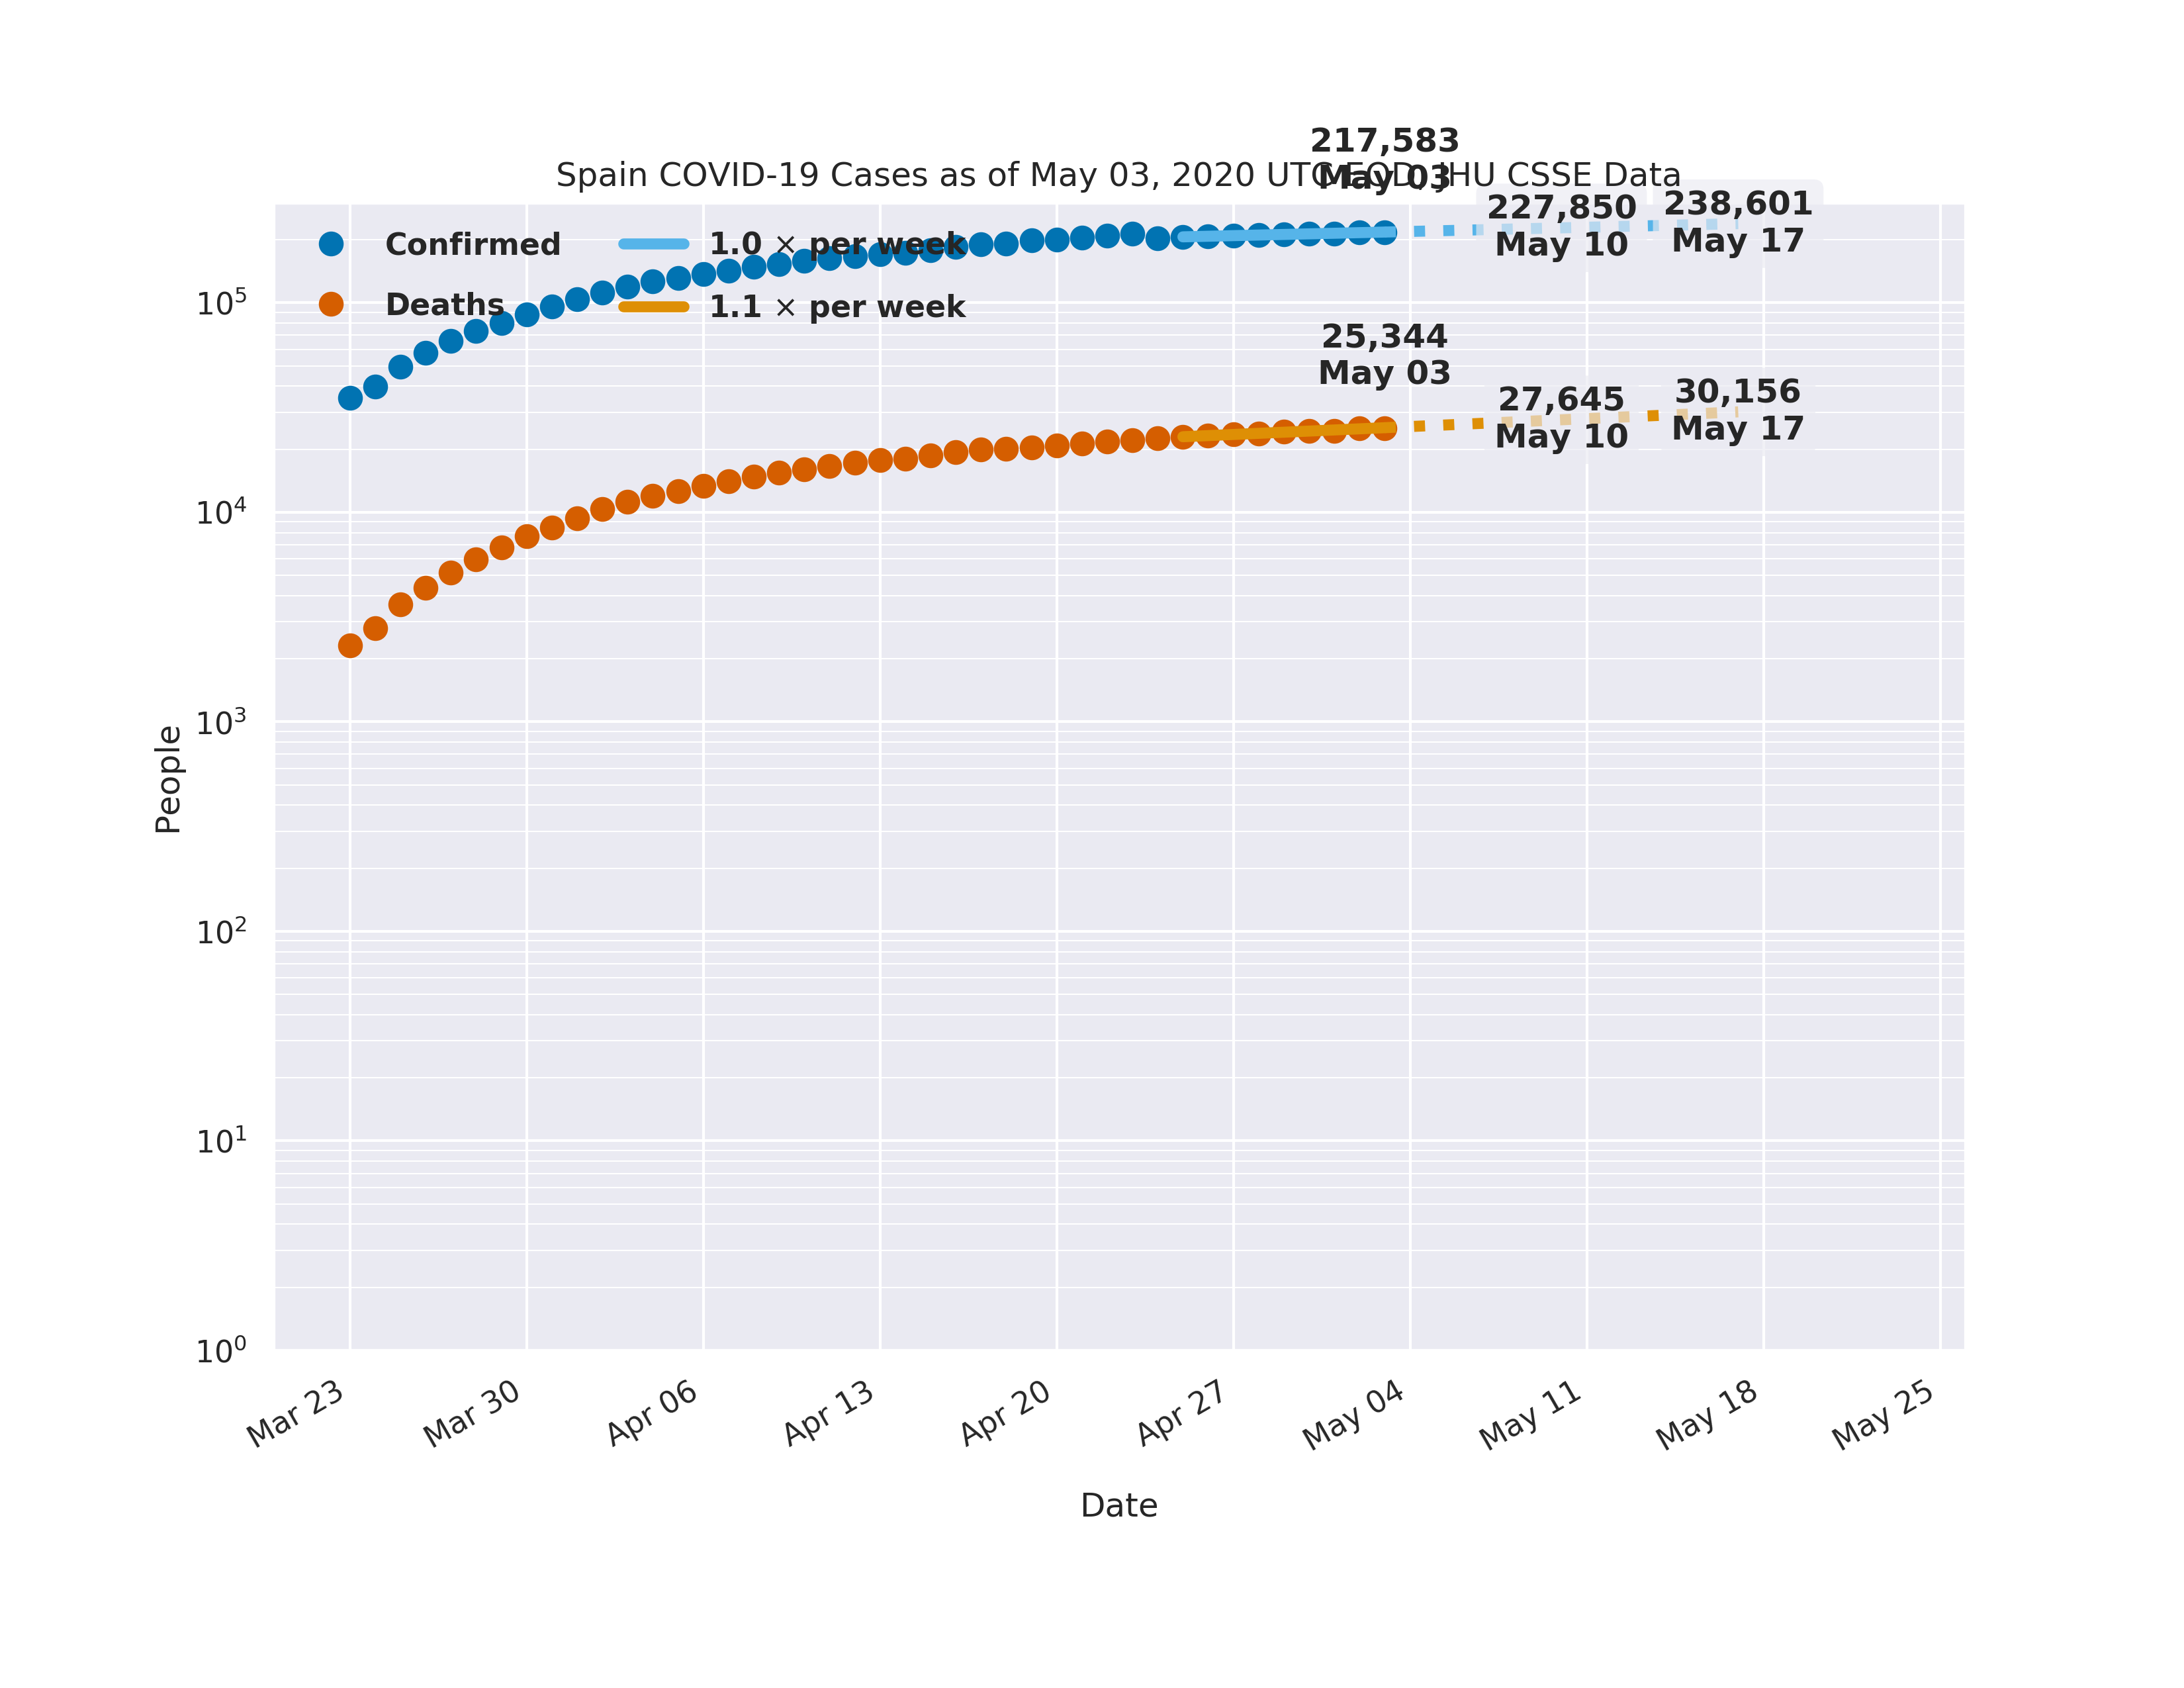 217,583
May 03
Spain COVID-19 Cases as of May 03, 2020 UTC EOD, JHU CSSE Data
227,850
May 10
238,601
May 17
Confirmed
1.0 × per week
Deaths
1.1 × per week
25,344
May 03
27,645
May 10
30,156
May 17
People
10⁵
10⁴
10³
10²
10¹
10⁰
Mar 23
Mar 30
Apr 06
Apr 13
Apr 20
Apr 27
May 04
May 11
May 18
May 25
Date